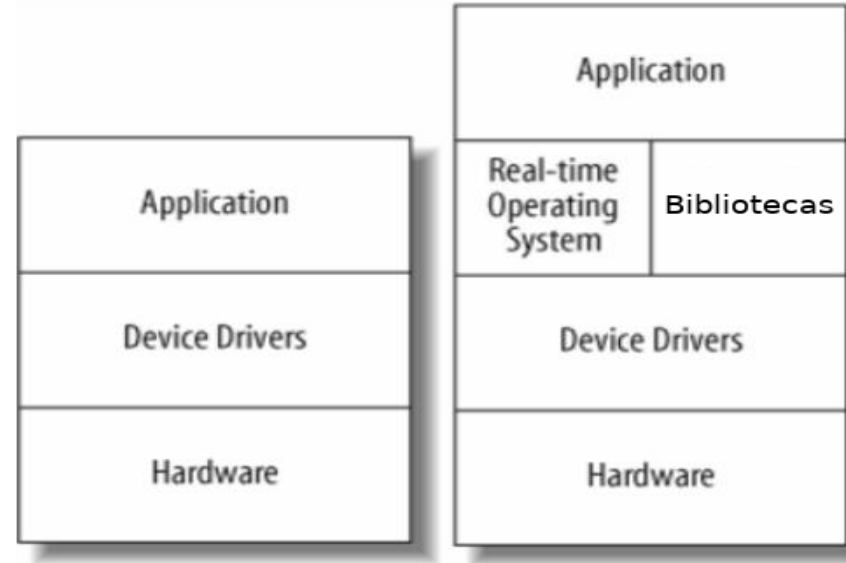 Application
Device Drivers
Hardware
Application
Real-time
Operating
System
Bibliotecas
Device Drivers
Hardware